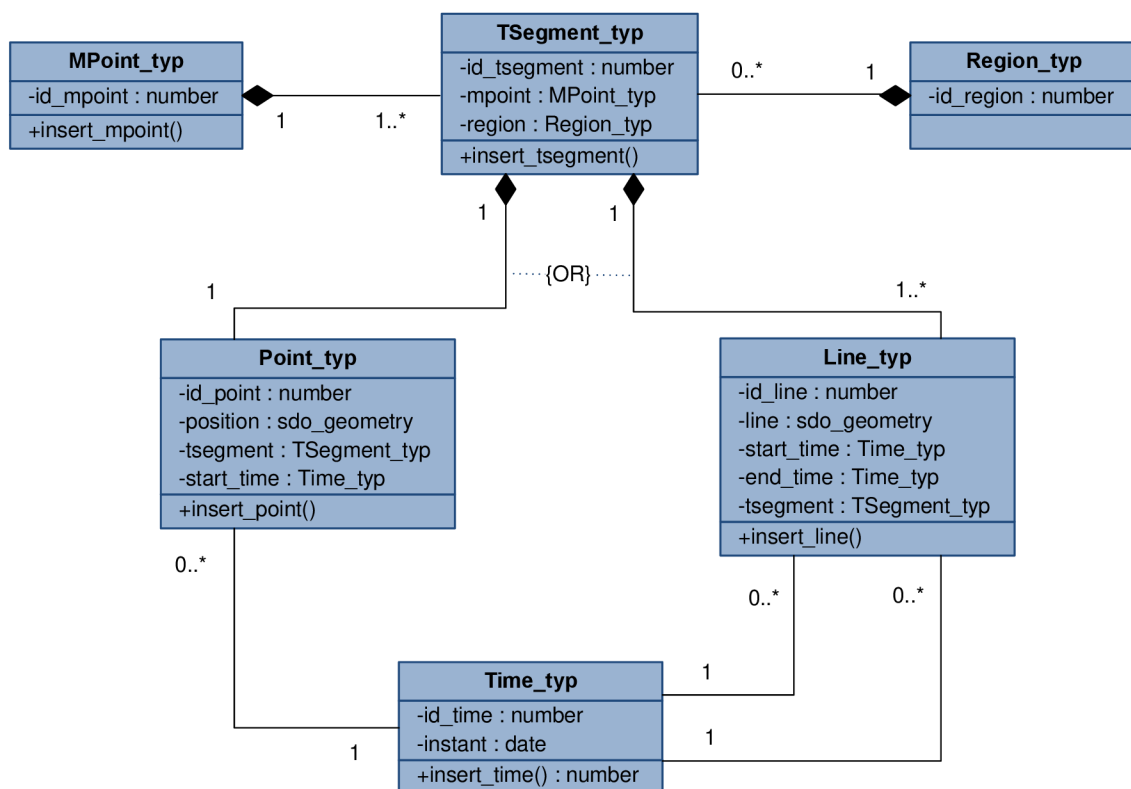 MPoint_typ
-id_mpoint : number
+insert_mpoint()
1
1..*
TSegment_typ
-id_tsegment : number
-mpoint : MPoint_typ
-region : Region_typ
+insert_tsegment()
0..*
1
Region_typ
-id_region : number
1
1
{OR}
1
1..*
Point_typ
-id_point : number
-position : sdo_geometry
-tsegment : TSegment_typ
-start_time : Time_typ
+insert_point()
0..*
Line_typ
-id_line : number
-line : sdo_geometry
-start_time : Time_typ
-end_time : Time_typ
-tsegment : TSegment_typ
+insert_line()
0..*
0..*
Time_typ
-id_time : number
-instant : date
+insert_time() : number
1
1
1